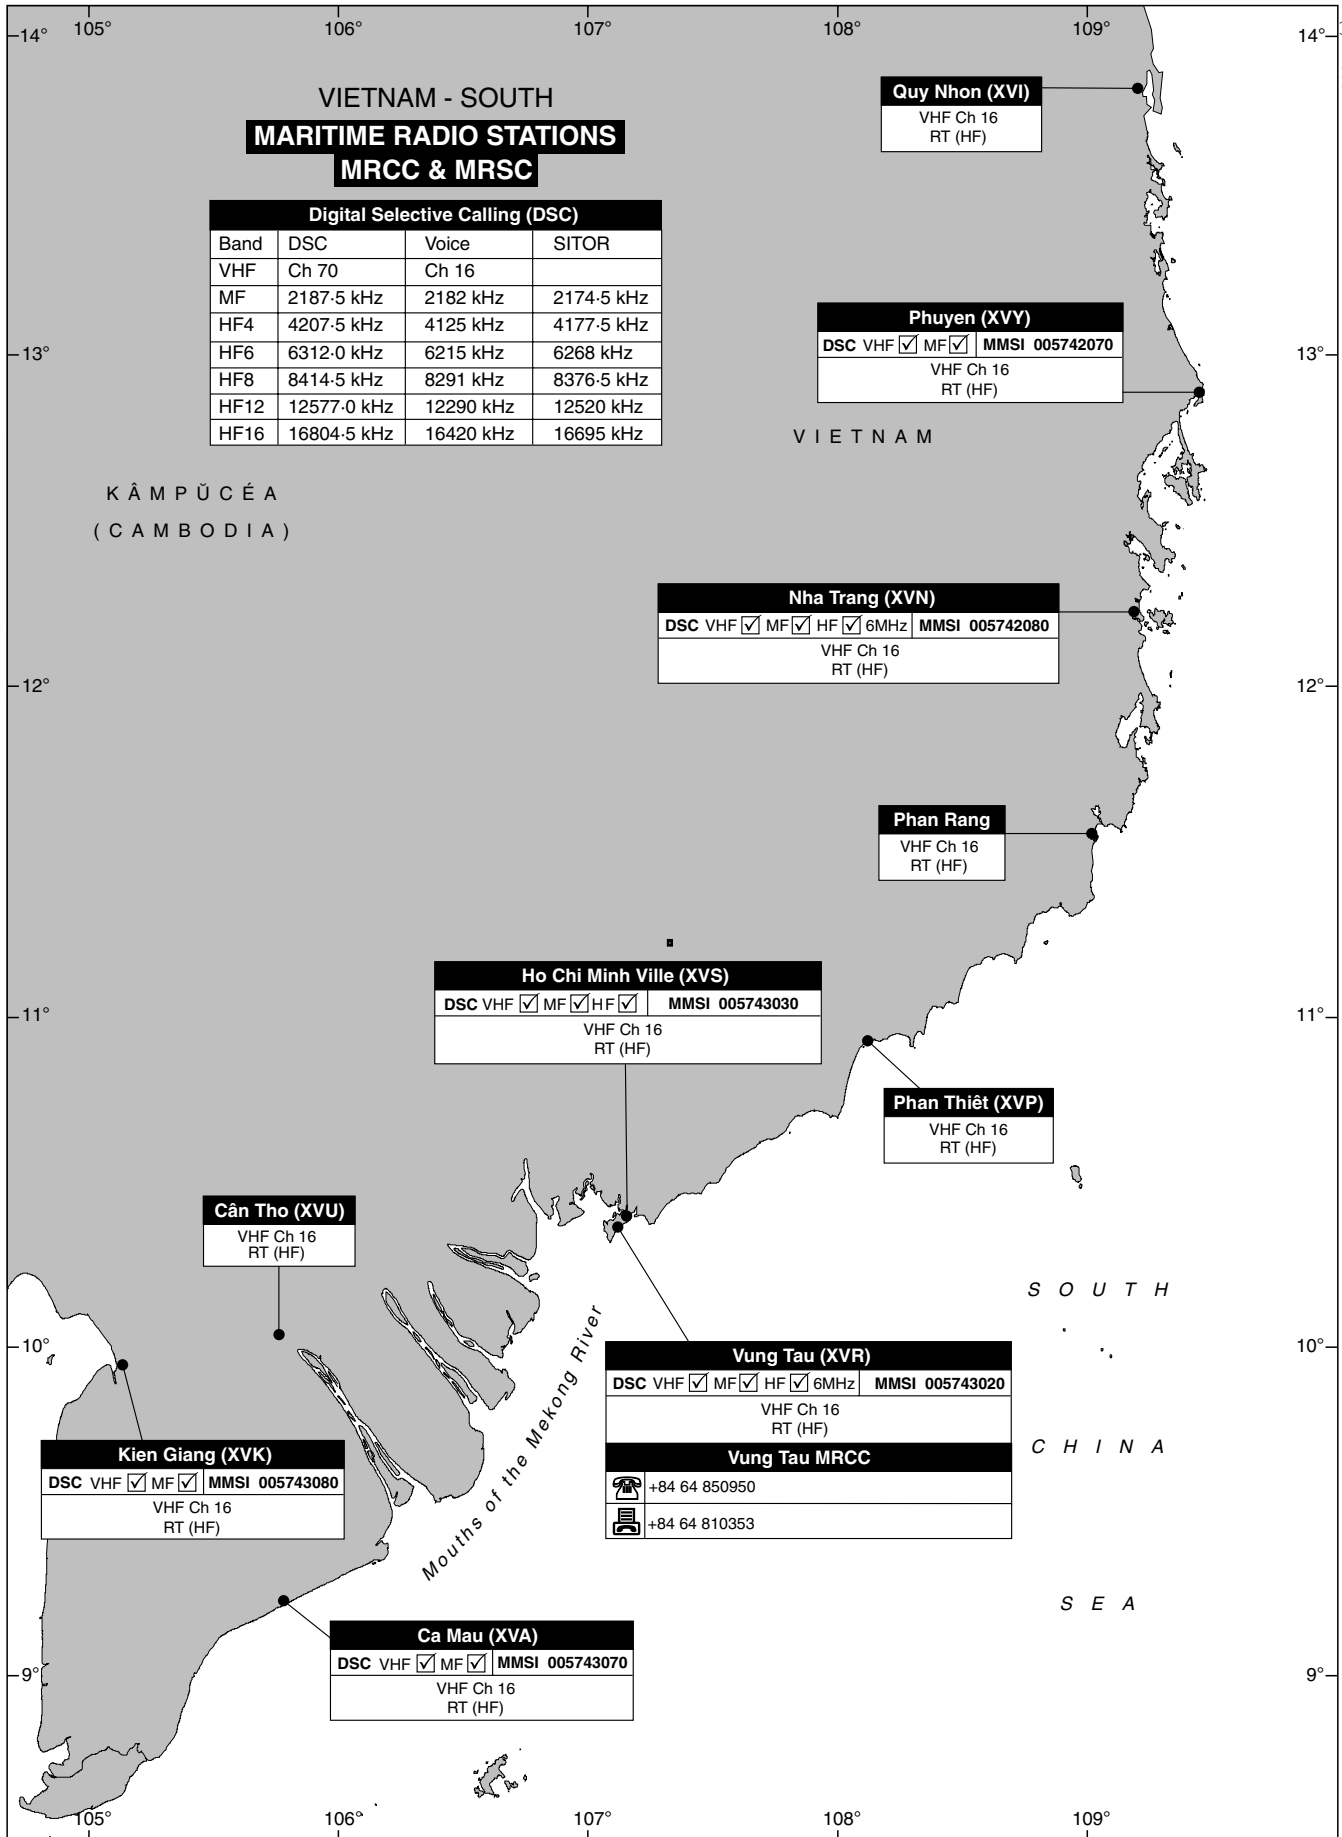 105° 106° 107° 108° 109°
14° 14°
VIETNAM - SOUTH
MARITIME RADIO STATIONS
MRCC & MRSC
Digital Selective Calling (DSC)
Band DSC Voice SITOR
VHF Ch 70 Ch 16
MF 2187·5 kHz 2182 kHz 2174·5 kHz
HF4 4207·5 kHz 4125 kHz 4177·5 kHz
HF6 6312·0 kHz 6215 kHz 6268 kHz
HF8 8414·5 kHz 8291 kHz 8376·5 kHz
HF12 12577·0 kHz 12290 kHz 12520 kHz
HF16 16804·5 kHz 16420 kHz 16695 kHz
Quy Nhon (XVI)
VHF Ch 16
RT (HF)
Phuyen (XVY)
DSC VHF ☑ MF ☑ MMSI 005742070
VHF Ch 16
RT (HF)
13° 13°
VIETNAM
KÂMPŬCÉA
(CAMBODIA)
Nha Trang (XVN)
DSC VHF ☑ MF ☑ HF ☑ 6MHz MMSI 005742080
VHF Ch 16
RT (HF)
12° 12°
Phan Rang
VHF Ch 16
RT (HF)
Ho Chi Minh Ville (XVS)
DSC VHF ☑ MF ☑ HF ☑ MMSI 005743030
VHF Ch 16
RT (HF)
11° 11°
Phan Thiêt (XVP)
VHF Ch 16
RT (HF)
Cân Tho (XVU)
VHF Ch 16
RT (HF)
SOUTH
CHINA
SEA
10° 10°
Mouths of the Mekong River
Vung Tau (XVR)
DSC VHF ☑ MF ☑ HF ☑ 6MHz MMSI 005743020
VHF Ch 16
RT (HF)
Vung Tau MRCC
+84 64 850950
+84 64 810353
Kien Giang (XVK)
DSC VHF ☑ MF ☑ MMSI 005743080
VHF Ch 16
RT (HF)
Ca Mau (XVA)
DSC VHF ☑ MF ☑ MMSI 005743070
VHF Ch 16
RT (HF)
9° 9°
105° 106° 107° 108° 109°